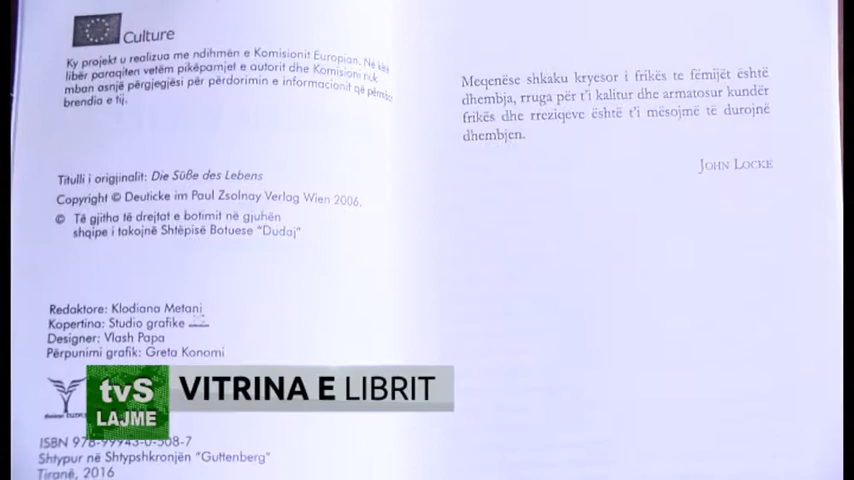 Culture
Ky projekt u realizua me ndihmën e Komisionit Europian. Në këtë
libër paraqiten vetëm pikëpamjet e autorit dhe Komisioni nuk
mban asnjë përgjegjësi për përdorimin e informacionit që përmban
brendia e tij.
Titulli i origjinalit: Die Süße des Lebens
Copyright © Deuticke im Paul Zsolnay Verlag Wien 2006.
© Të gjitha të drejtat e botimit në gjuhën
shqipe i takojnë Shtëpisë Botuese "Dudaj"
Redaktore: Klodiana Metani
Kopertina: Studio grafike
Designer: Vlash Papa
Përpunimi grafik: Greta Konomi
ISBN 978-99943-0-508-7
Shtypur në Shtypshkronjën "Guttenberg"
Tiranë, 2016
Meqenëse shkaku kryesor i frikës te fëmijët është
dhembja, rruga për t'i kalitur dhe armatosur kundër
frikës dhe rreziqeve është t'i mësojmë të durojnë
dhembjen.
JOHN LOCKE
tvS
LAJME
VITRINA E LIBRIT